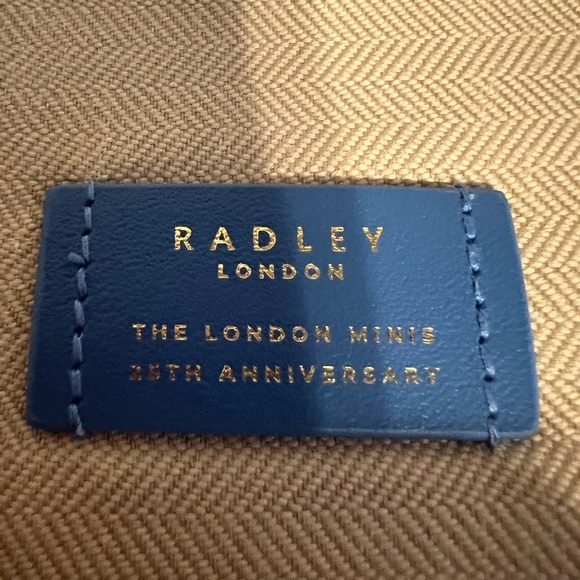 RADLEY
LONDON
THE LONDON MINIS
25TH ANNIVERSARY